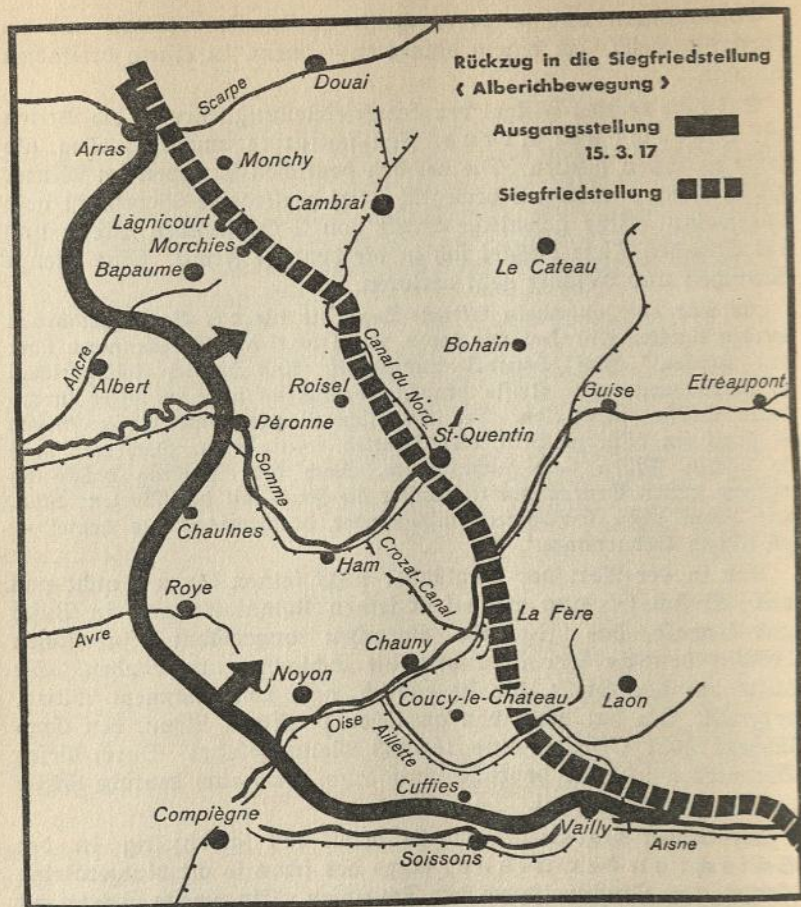 Rückzug in die Siegfriedstellung
( Alberichbewegung )
Ausgangsstellung
15. 3. 17
Siegfriedstellung
Douai
Scarpe
Arras
Monchy
Cambrai
Lagnicourt
Morchies
Bapaume
Le Cateau
Canal du Nord
Bohain
Ancre
Albert
Roisel
Guise
Etréaupont
Péronne
St-Quentin
Somme
Chaulnes
Ham
Crozat-Canal
Roye
La Fère
Avre
Chauny
Noyon
Coucy-le-Château
Laon
Oise
Ailette
Cuffies
Compiègne
Vailly
Soissons
Aisne